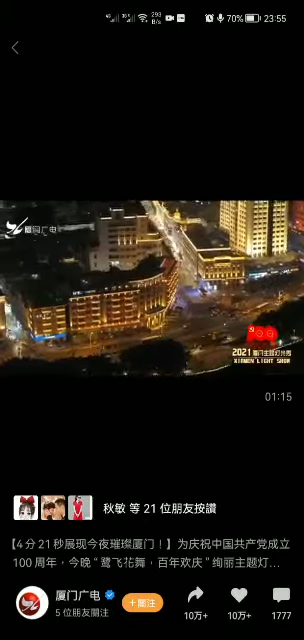 293 B/s 70% 23:55
厦门广电
100
2021 厦门主题灯光秀
XIAMEN LIGHT SHOW
01:15
秋敏 等 21 位朋友按讚
【4 分 21 秒展现今夜璀璨厦门！】为庆祝中国共产党成立
100 周年，今晚“鹭飞花舞，百年欢庆”绚丽主题灯...
厦门广电
5 位朋友關注
+關注
10万+ 10万+ 1777